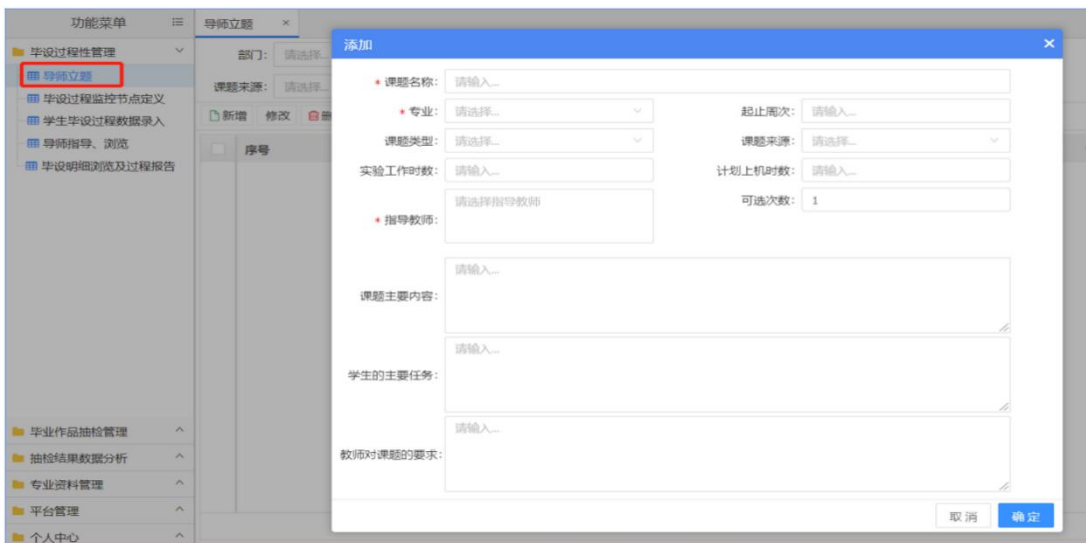 功能菜单
导师立题 ×
毕设过程性管理
导师立题
毕设过程监控节点定义
学生毕设过程数据录入
导师指导、浏览
毕设明细浏览及过程报告
毕业作品抽检管理
抽检结果数据分析
专业资料管理
平台管理
个人中心
部门: 请选择...
课题来源: 请选择...
新增 修改 删
序号
添加 ×
* 课题名称: 请输入...
* 专业: 请选择... 起止周次: 请输入...
课题类型: 请选择... 课题来源: 请选择...
实验工作时数: 请输入... 计划上机时数: 请输入...
* 指导教师: 请选择指导教师 可选次数: 1
课题主要内容: 请输入...
学生的主要任务: 请输入...
教师对课题的要求: 请输入...
取消 确定